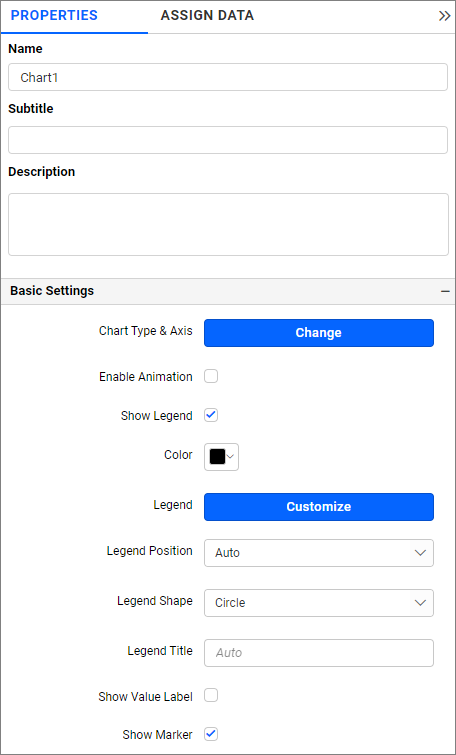 PROPERTIES ASSIGN DATA
Name
Chart1
Subtitle
Description
Basic Settings
Chart Type & Axis Change
Enable Animation
Show Legend
Color
Legend Customize
Legend Position Auto
Legend Shape Circle
Legend Title Auto
Show Value Label
Show Marker